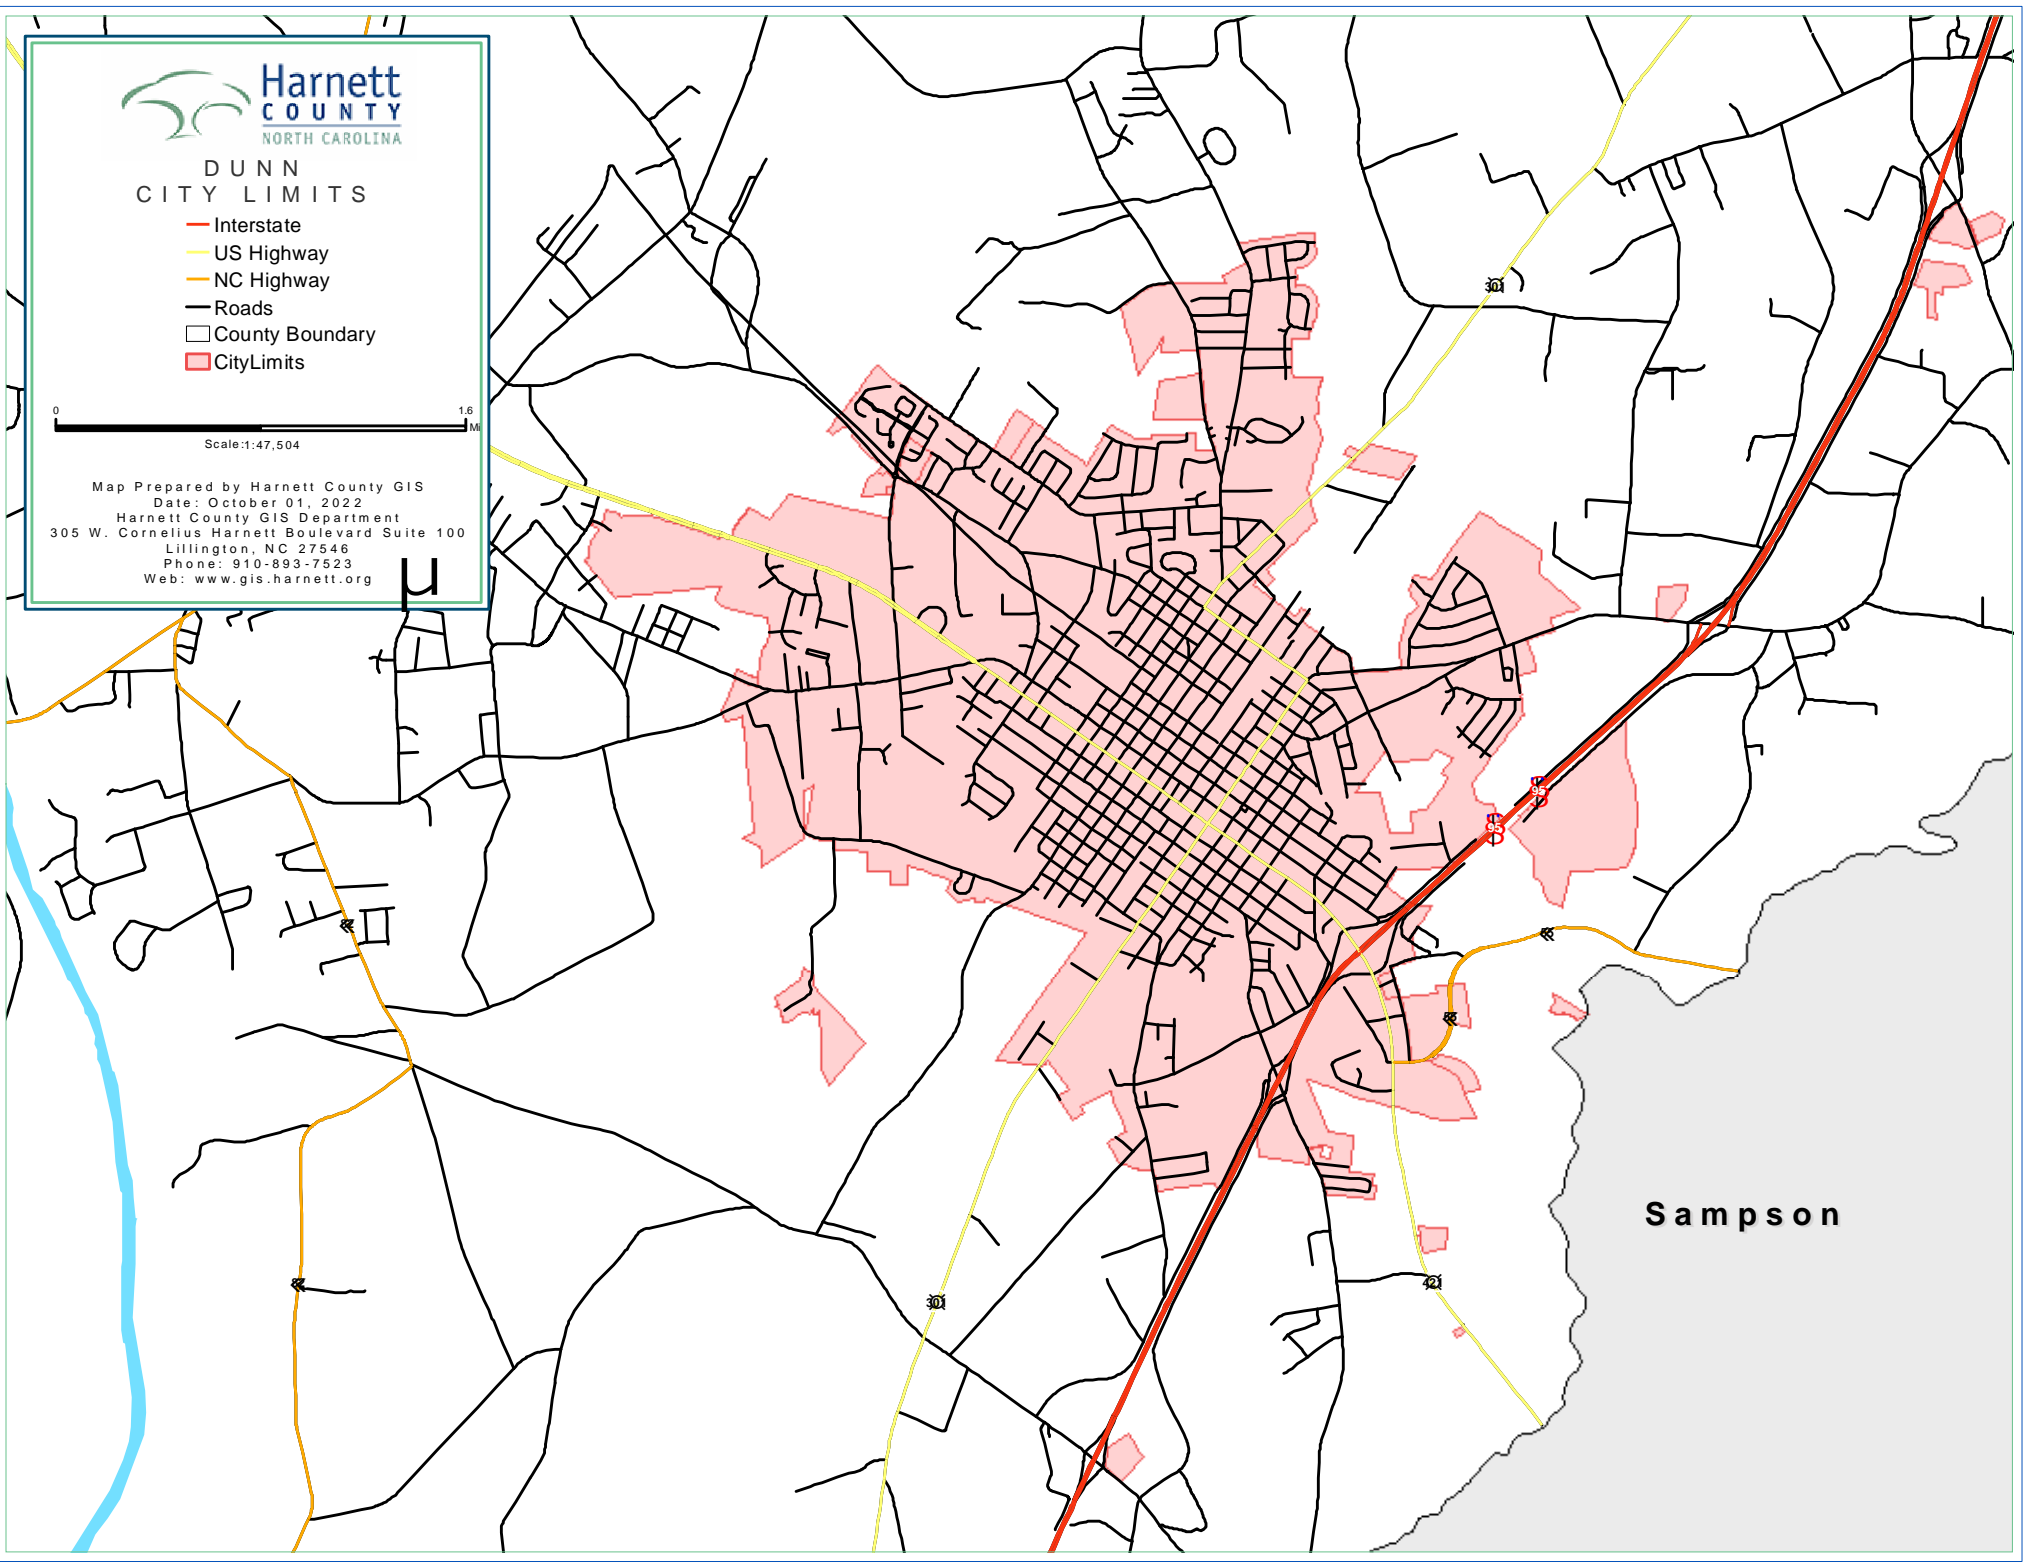 Harnett
COUNTY
NORTH CAROLINA
DUNN
CITY LIMITS
Interstate
US Highway
NC Highway
Roads
County Boundary
CityLimits
0 1.6
Mi
Scale:1:47,504
Map Prepared by Harnett County GIS
Date: October 01, 2022
Harnett County GIS Department
305 W. Cornelius Harnett Boulevard Suite 100
Lillington, NC 27546
Phone: 910-893-7523
Web: www.gis.harnett.org
µ
301
95
95
55
55
Sampson
421
301